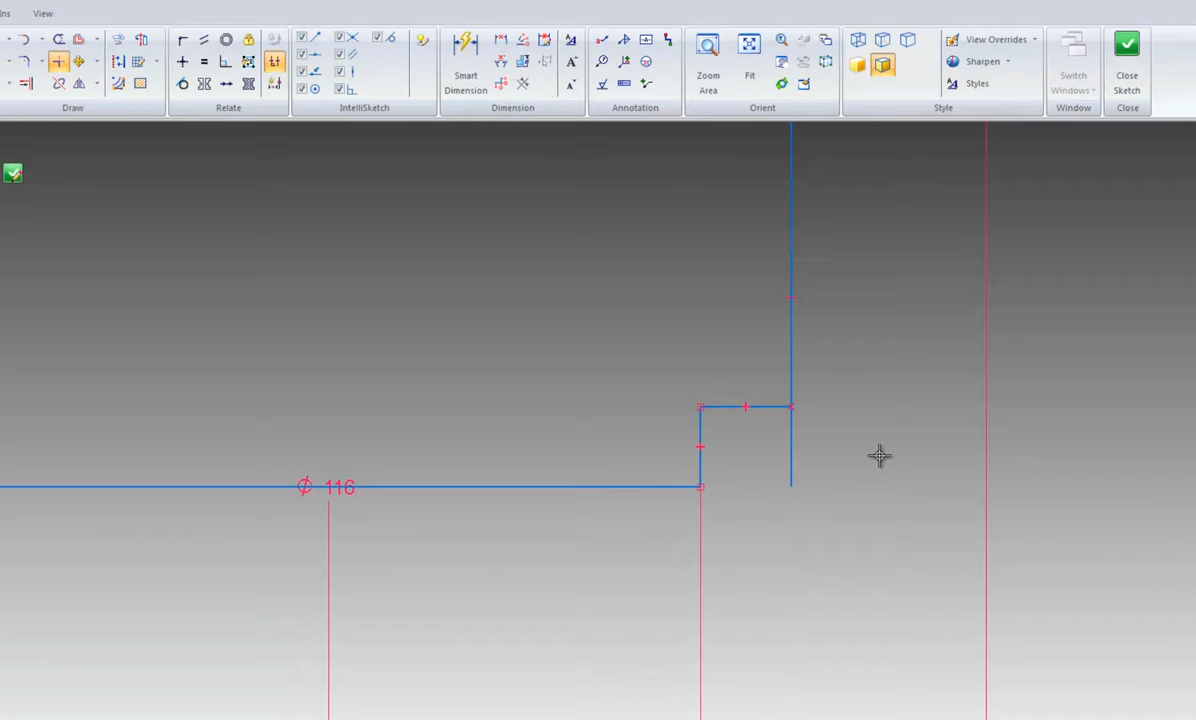 Ins View
View Overrides
Sharpen
Styles
Smart
Dimension
Zoom
Area
Fit
Switch
Windows
Close
Sketch
Draw Relate IntelliSketch Dimension Annotation Orient Style Window Close
∅ 116